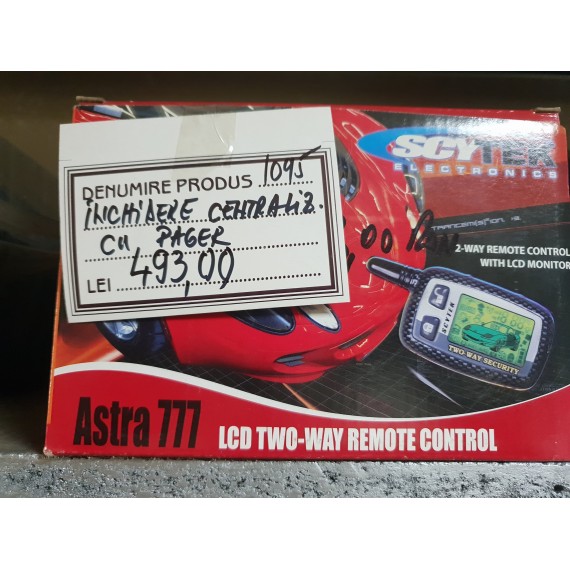 SCYTEK
ELECTRONICS
DENUMIRE PRODUS 1095
ÎNCHIDERE CENTRALIZ.
CU PAGER
LEI 493,00
00 Ron
2-WAY REMOTE CONTROL
WITH LCD MONITOR
SCYTEK
TWO-WAY SECURITY
Astra 777
LCD TWO-WAY REMOTE CONTROL